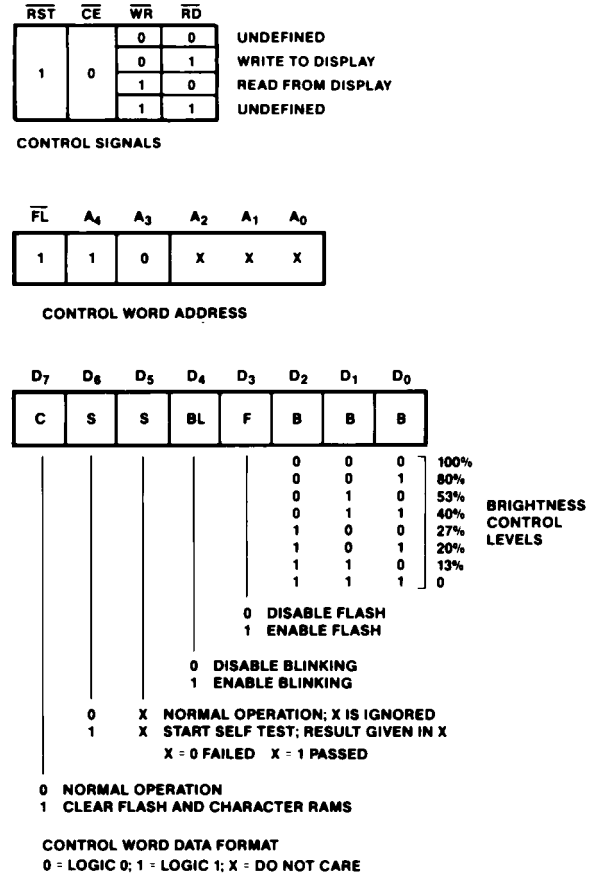 RST CE WR RD
1 0 0 0 UNDEFINED
0 1 WRITE TO DISPLAY
1 0 READ FROM DISPLAY
1 1 UNDEFINED
CONTROL SIGNALS
FL A4 A3 A2 A1 A0
1 1 0 X X X
CONTROL WORD ADDRESS
D7 D6 D5 D4 D3 D2 D1 D0
C S S BL F B B B
0 0 0 100%
0 0 1 80%
0 1 0 53%
0 1 1 40%
1 0 0 27%
1 0 1 20%
1 1 0 13%
1 1 1 0
BRIGHTNESS
CONTROL
LEVELS
0 DISABLE FLASH
1 ENABLE FLASH
0 DISABLE BLINKING
1 ENABLE BLINKING
0 X NORMAL OPERATION; X IS IGNORED
1 X START SELF TEST; RESULT GIVEN IN X
X = 0 FAILED X = 1 PASSED
0 NORMAL OPERATION
1 CLEAR FLASH AND CHARACTER RAMS
CONTROL WORD DATA FORMAT
0 = LOGIC 0; 1 = LOGIC 1; X = DO NOT CARE